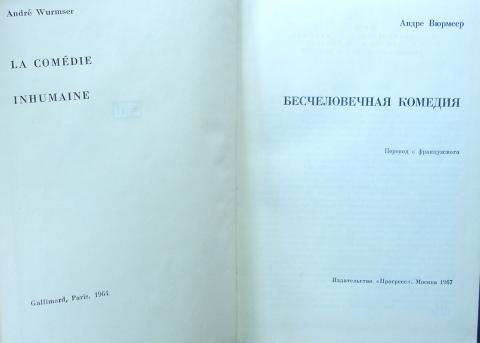 André Wurmser
LA COMÉDIE
INHUMAINE
Gallimard, Paris, 1964
Андре Вюрмсер
БЕСЧЕЛОВЕЧНАЯ КОМЕДИЯ
Перевод с французского
Издательство «Прогресс». Москва 1967